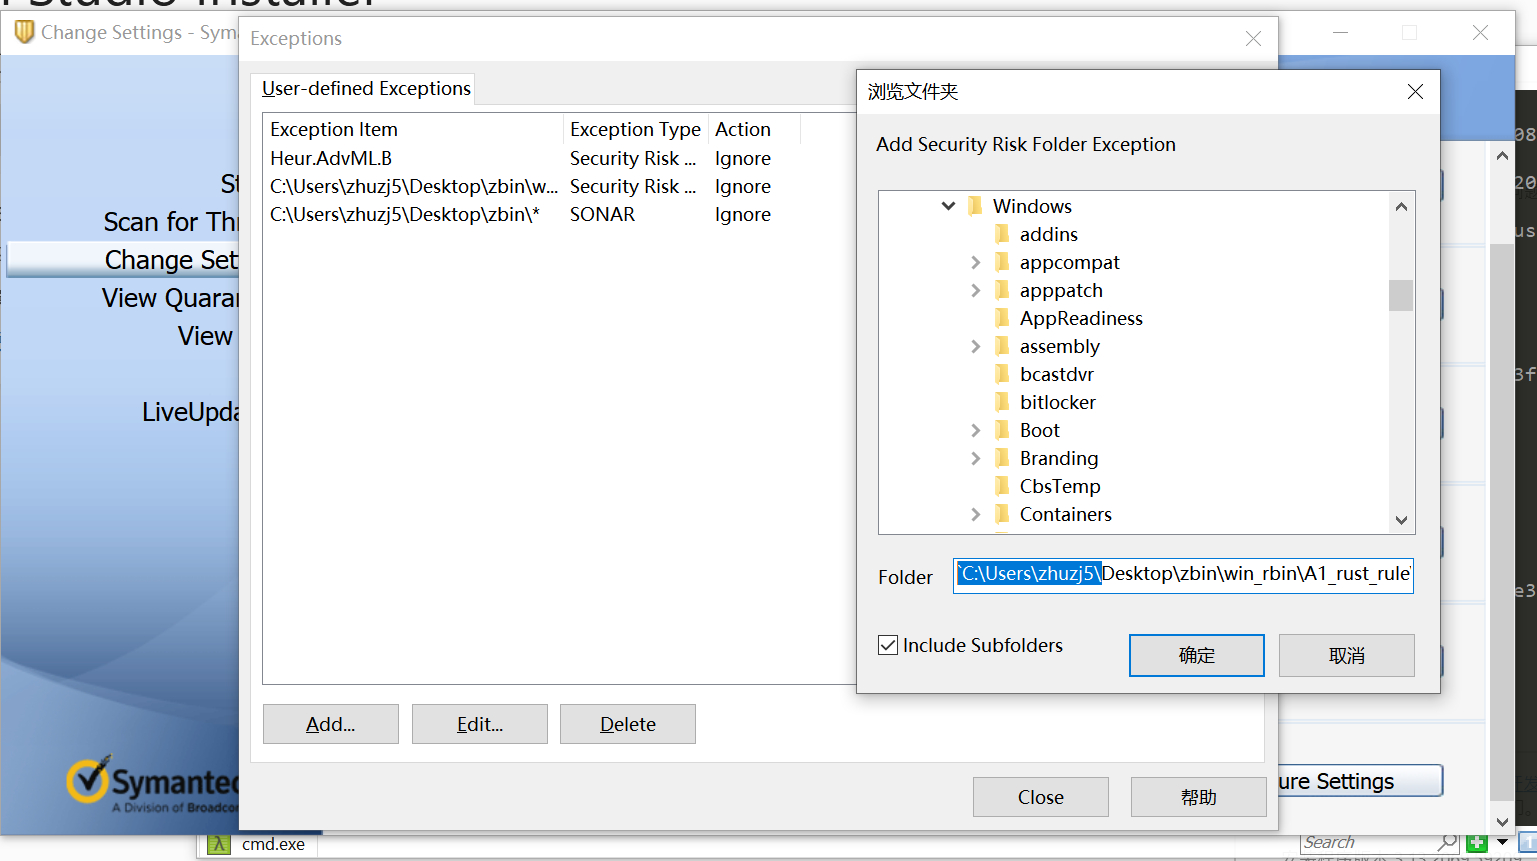 Studio Installer
Change Settings - Sym
Exceptions
User-defined Exceptions
Exception Item Exception Type Action
Heur.AdvML.B Security Risk ... Ignore
C:\Users\zhuzj5\Desktop\zbin\w... Security Risk ... Ignore
C:\Users\zhuzj5\Desktop\zbin\* SONAR Ignore
St
Scan for Thr
Change Set
View Quaran
View
LiveUpda
Symantec
A Division of Broadcom
Add...
Edit...
Delete
Close
帮助
浏览文件夹
Add Security Risk Folder Exception
Windows
addins
appcompat
apppatch
AppReadiness
assembly
bcastdvr
bitlocker
Boot
Branding
CbsTemp
Containers
Folder `C:\Users\zhuzj5\Desktop\zbin\win_rbin\A1_rust_rule\
Include Subfolders
确定
取消
ure Settings
08
20
us
3f
e3
cmd.exe
Search